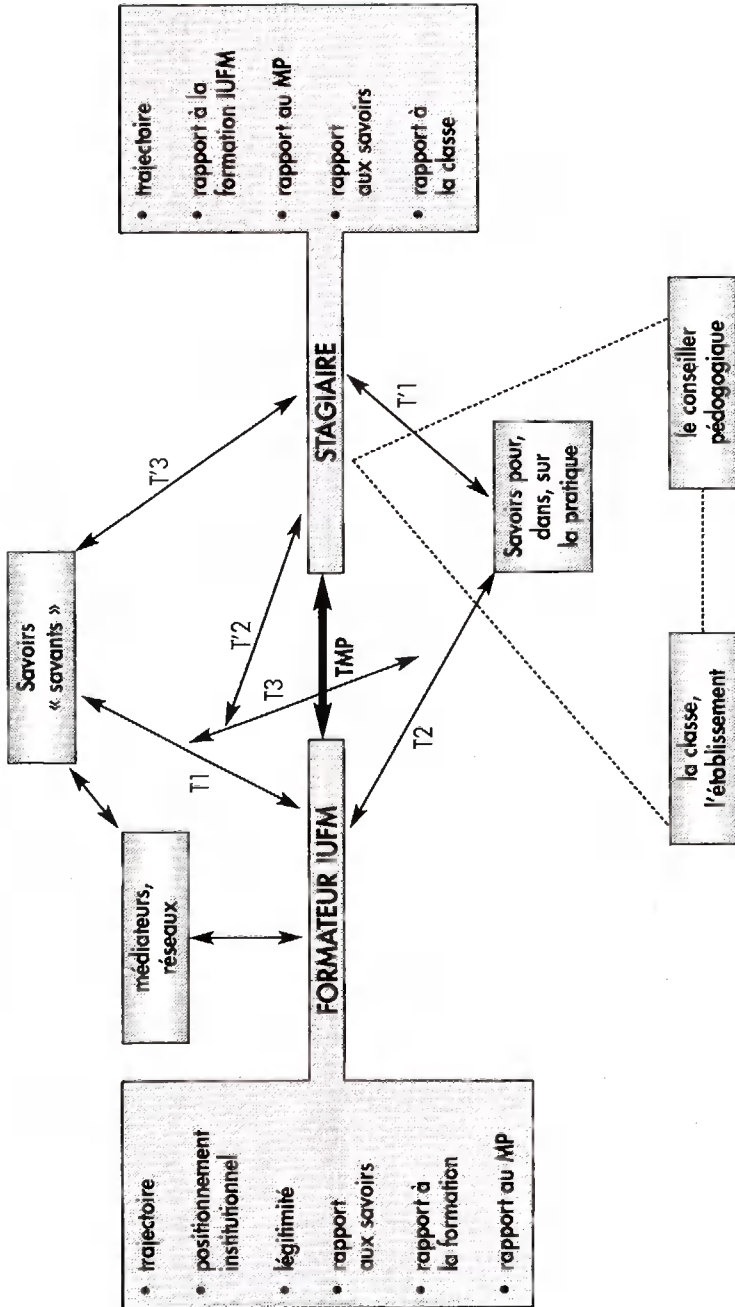 Savoirs
« savants »
médiateurs,
réseaux
T1
T'3
T'2
T3
• trajectoire
• positionnement
institutionnel
• légitimité
• rapport
aux savoirs
• rapport à
la formation
• rapport au MP
FORMATEUR IUFM
TMP
STAGIAIRE
• trajectoire
• rapport à la
formation IUFM
• rapport au MP
• rapport
aux savoirs
• rapport à
la classe
T2
T'1
Savoirs pour,
dans, sur
la pratique
la classe,
l'établissement
le conseiller
pédagogique